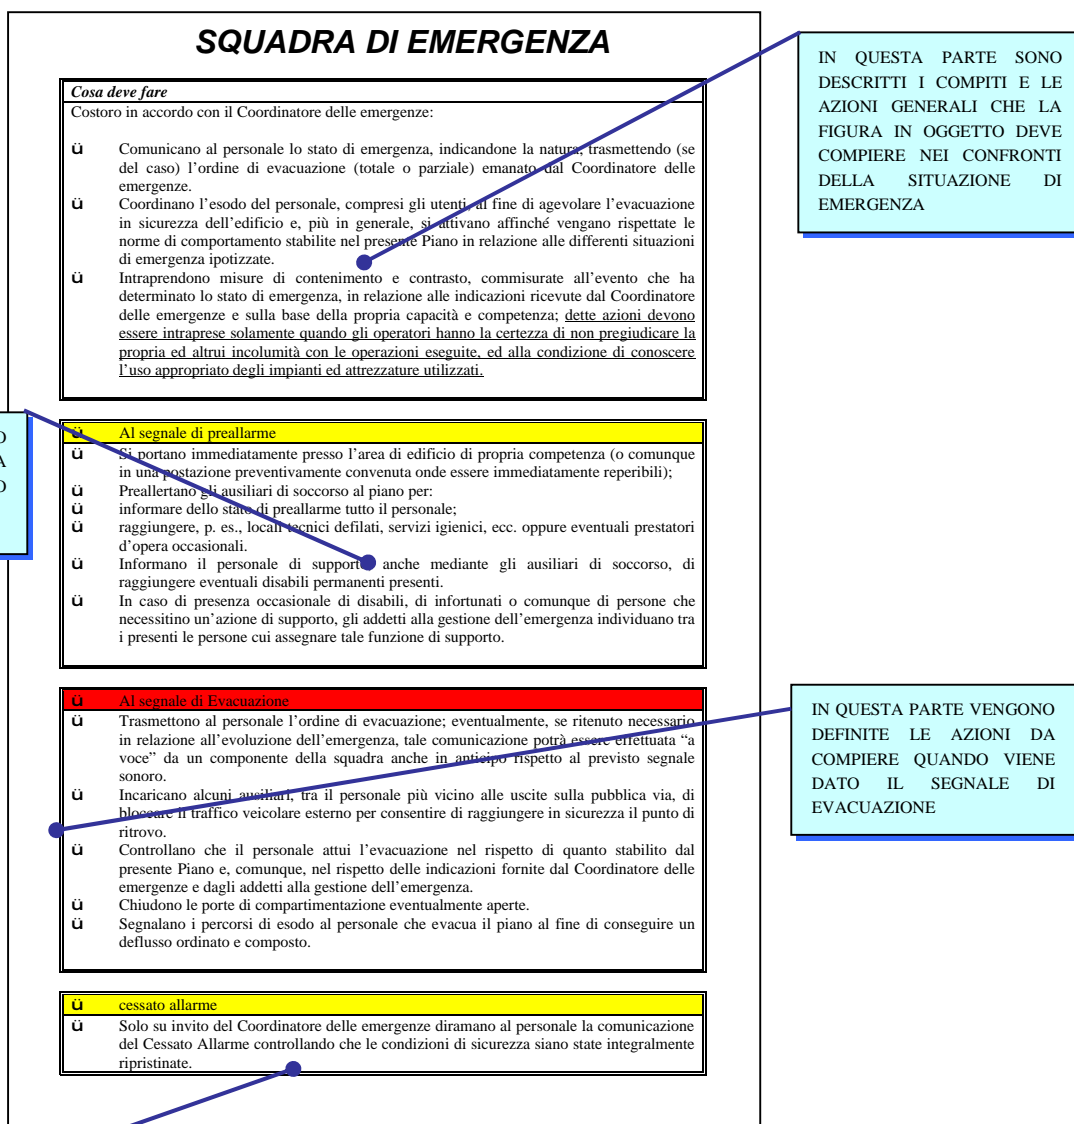 SQUADRA DI EMERGENZA
Cosa deve fare
Costoro in accordo con il Coordinatore delle emergenze:
ü Comunicano al personale lo stato di emergenza, indicandone la natura, trasmettendo (se
del caso) l’ordine di evacuazione (totale o parziale) emanato dal Coordinatore delle
emergenze.
ü Coordinano l’esodo del personale, compresi gli utenti, al fine di agevolare l’evacuazione
in sicurezza dell’edificio e, più in generale, si attivano affinché vengano rispettate le
norme di comportamento stabilite nel presente Piano in relazione alle differenti situazioni
di emergenza ipotizzate.
ü Intraprendono misure di contenimento e contrasto, commisurate all’evento che ha
determinato lo stato di emergenza, in relazione alle indicazioni ricevute dal Coordinatore
delle emergenze e sulla base della propria capacità e competenza; dette azioni devono
essere intraprese solamente quando gli operatori hanno la certezza di non pregiudicare la
propria ed altrui incolumità con le operazioni eseguite, ed alla condizione di conoscere
l’uso appropriato degli impianti ed attrezzature utilizzati.
IN QUESTA PARTE SONO
DESCRITTI I COMPITI E LE
AZIONI GENERALI CHE LA
FIGURA IN OGGETTO DEVE
COMPIERE NEI CONFRONTI
DELLA SITUAZIONE DI
EMERGENZA
ü Al segnale di preallarme
ü Si portano immediatamente presso l’area di edificio di propria competenza (o comunque
in una postazione preventivamente convenuta onde essere immediatamente reperibili);
ü Preallertano gli ausiliari di soccorso al piano per:
ü informare dello stato di preallarme tutto il personale;
ü raggiungere, p. es., locali tecnici defilati, servizi igienici, ecc. oppure eventuali prestatori
d’opera occasionali.
ü Informano il personale di supporto, anche mediante gli ausiliari di soccorso, di
raggiungere eventuali disabili permanenti presenti.
ü In caso di presenza occasionale di disabili, di infortunati o comunque di persone che
necessitino un’azione di supporto, gli addetti alla gestione dell’emergenza individuano tra
i presenti le persone cui assegnare tale funzione di supporto.
ü Al segnale di Evacuazione
ü Trasmettono al personale l’ordine di evacuazione; eventualmente, se ritenuto necessario
in relazione all’evoluzione dell’emergenza, tale comunicazione potrà essere effettuata “a
voce” da un componente della squadra anche in anticipo rispetto al previsto segnale
sonoro.
ü Incaricano alcuni ausiliari, tra il personale più vicino alle uscite sulla pubblica via, di
bloccare il traffico veicolare esterno per consentire di raggiungere in sicurezza il punto di
ritrovo.
ü Controllano che il personale attui l’evacuazione nel rispetto di quanto stabilito dal
presente Piano e, comunque, nel rispetto delle indicazioni fornite dal Coordinatore delle
emergenze e dagli addetti alla gestione dell’emergenza.
ü Chiudono le porte di compartimentazione eventualmente aperte.
ü Segnalano i percorsi di esodo al personale che evacua il piano al fine di conseguire un
deflusso ordinato e composto.
IN QUESTA PARTE VENGONO
DEFINITE LE AZIONI DA
COMPIERE QUANDO VIENE
DATO IL SEGNALE DI
EVACUAZIONE
ü cessato allarme
ü Solo su invito del Coordinatore delle emergenze diramano al personale la comunicazione
del Cessato Allarme controllando che le condizioni di sicurezza siano state integralmente
ripristinate.